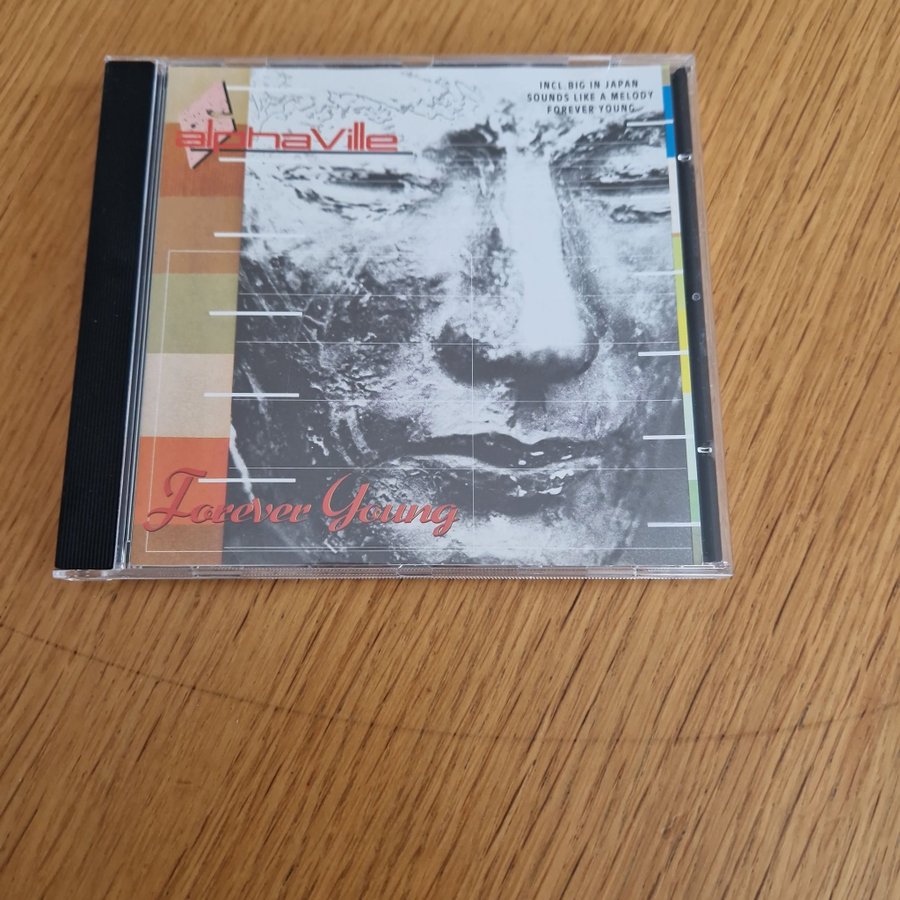 alphaville
INCL. BIG IN JAPAN
SOUNDS LIKE A MELODY
FOREVER YOUNG
Forever Young